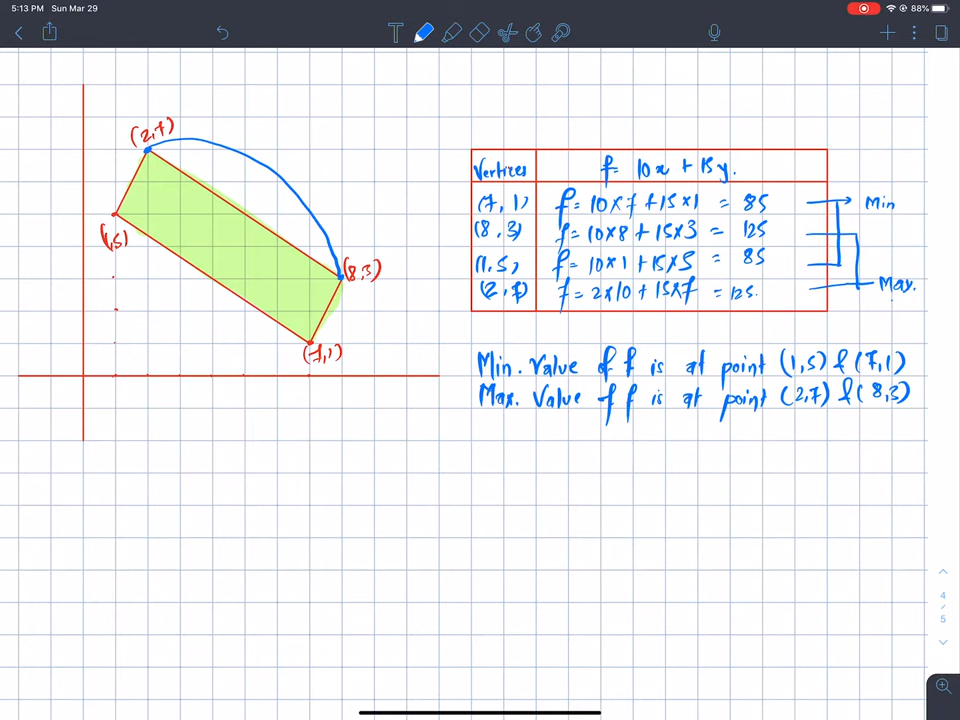 5:13 PM Sun Mar 29
88%
(2,7)
(1,5)
(8,3)
(7,1)
Vertices f= 10x + 15y.
(7, 1) f= 10×7 +15×1 = 85
(8, 3) f= 10×8 + 15×3 = 125
(1, 5, f= 10×1 +15×5 = 85
(2, 7) f= 2×10 + 15×7 = 125.
Min
Max.
Min. Value of f is at point (1,5) & (7,1)
Max. Value of f is at point (2,7) & (8,3)
4
/
5